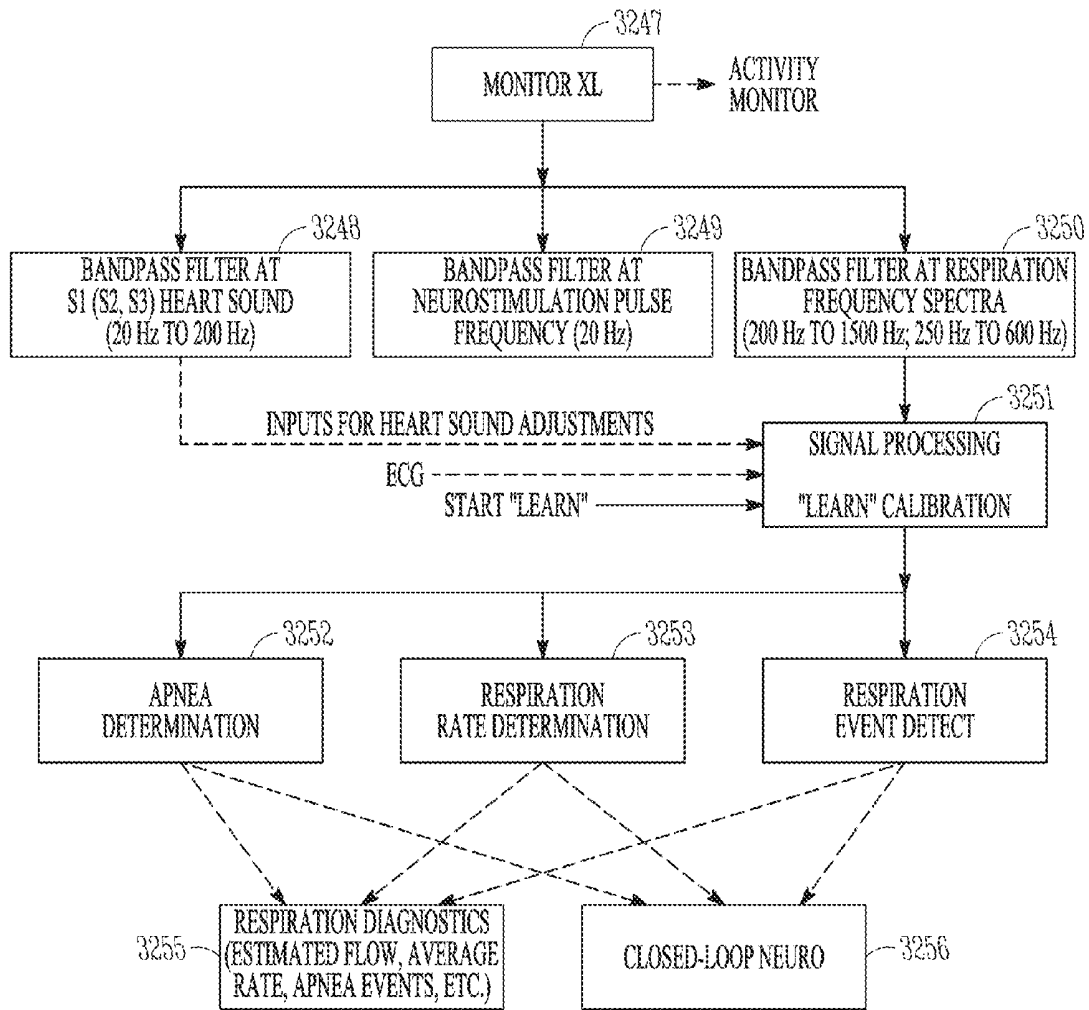 3247
MONITOR XL
ACTIVITY
MONITOR
3248
BANDPASS FILTER AT
S1 (S2, S3) HEART SOUND
(20 Hz TO 200 Hz)
3249
BANDPASS FILTER AT
NEUROSTIMULATION PULSE
FREQUENCY (20 Hz)
3250
BANDPASS FILTER AT RESPIRATION
FREQUENCY SPECTRA
(200 Hz TO 1500 Hz; 250 Hz TO 600 Hz)
INPUTS FOR HEART SOUND ADJUSTMENTS
ECG
START "LEARN"
3251
SIGNAL PROCESSING
"LEARN" CALIBRATION
3252
APNEA
DETERMINATION
3253
RESPIRATION
RATE DETERMINATION
3254
RESPIRATION
EVENT DETECT
3255
RESPIRATION DIAGNOSTICS
(ESTIMATED FLOW, AVERAGE
RATE, APNEA EVENTS, ETC.)
CLOSED-LOOP NEURO
3256